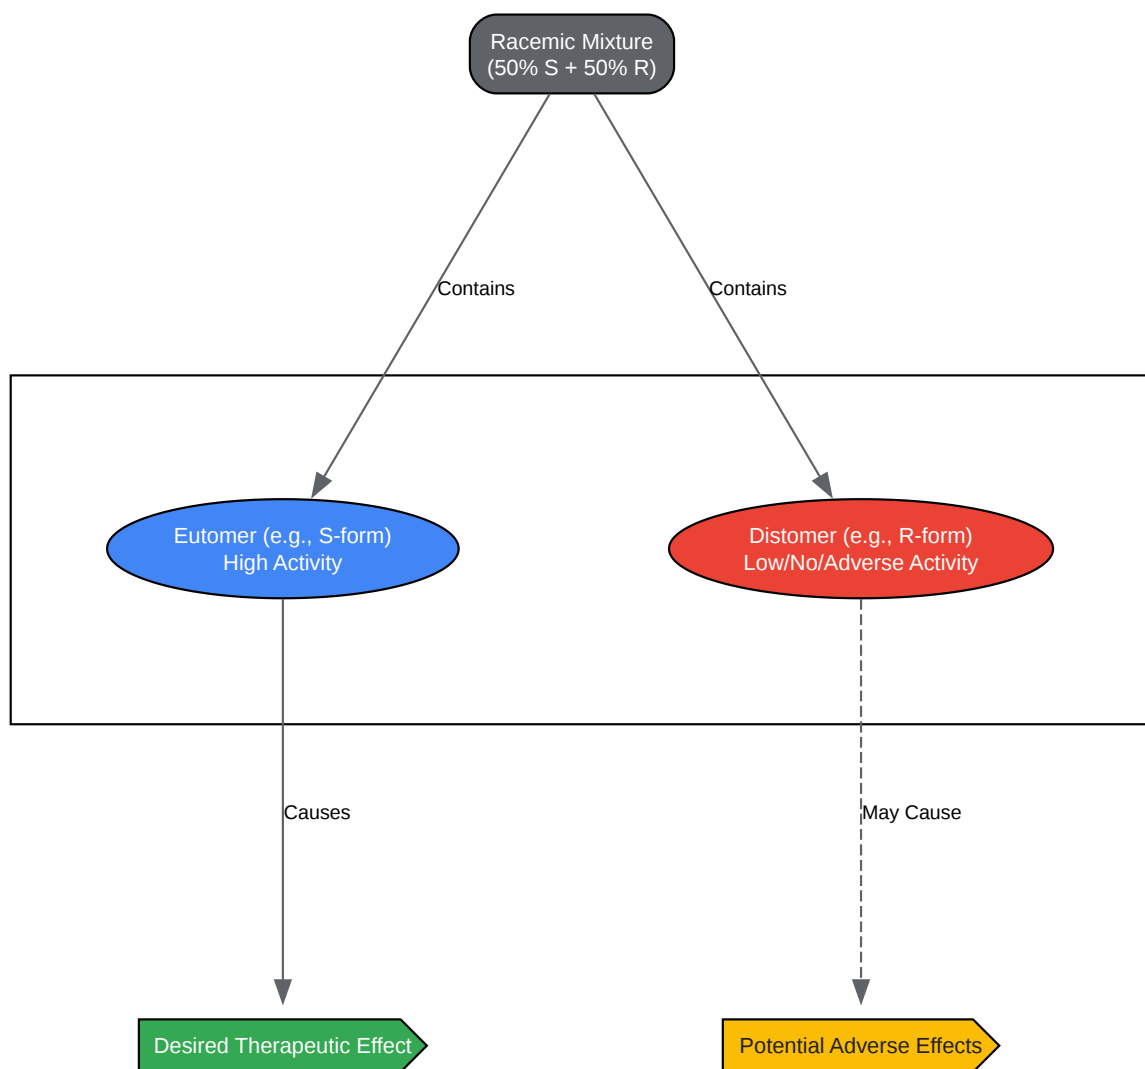 Racemic Mixture
(50% S + 50% R)
Contains
Contains
Eutomer (e.g., S-form)
High Activity
Distomer (e.g., R-form)
Low/No/Adverse Activity
Causes
May Cause
Desired Therapeutic Effect
Potential Adverse Effects